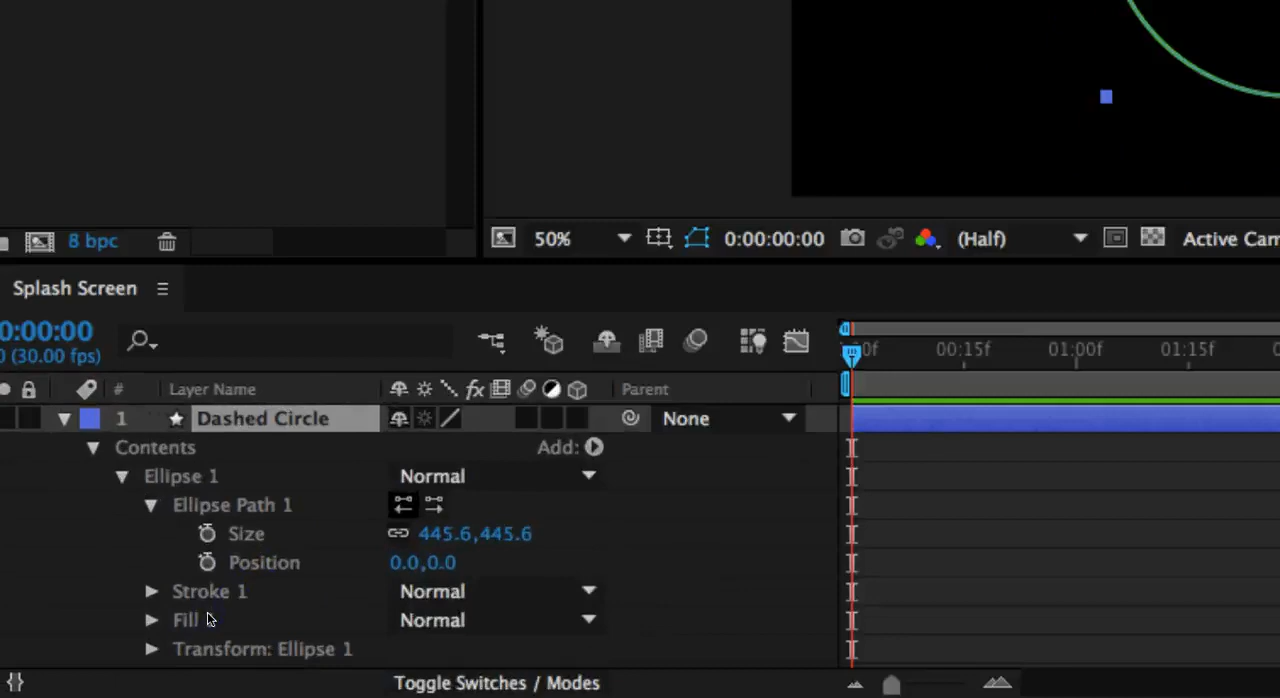 8 bpc
50%
0:00:00:00
(Half)
Active Cam
Splash Screen
0:00:00
0 (30.00 fps)
00f
00:15f
01:00f
01:15f
#
Layer Name
fx
Parent
1
Dashed Circle
None
Contents
Add:
Ellipse 1
Normal
Ellipse Path 1
Size
445.6,445.6
Position
0.0,0.0
Stroke 1
Normal
Fill
Normal
Transform: Ellipse 1
{}
Toggle Switches / Modes